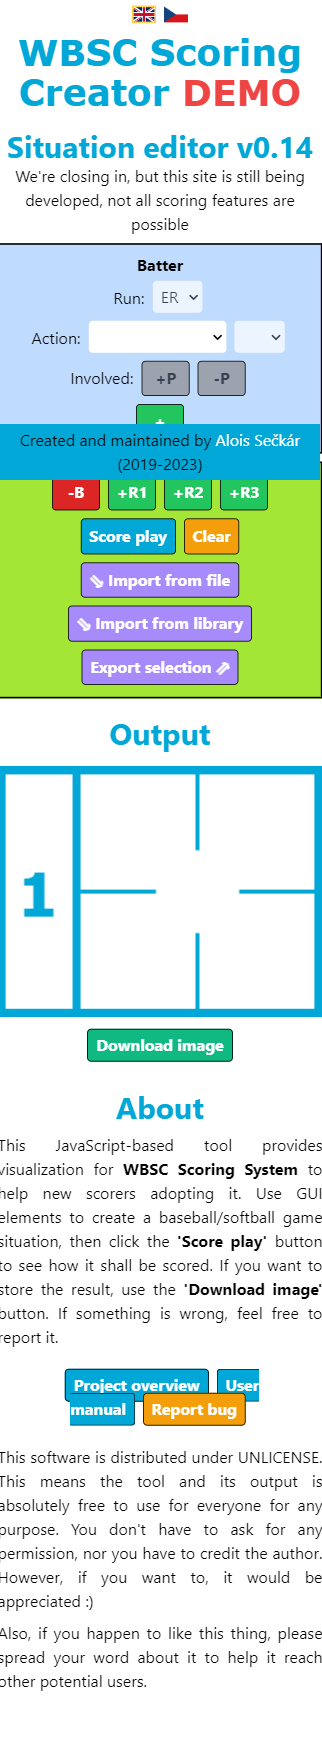 WBSC Scoring
Creator DEMO
Situation editor v0.14
We're closing in, but this site is still being
developed, not all scoring features are
possible
Batter
Run: ER
Action:
Involved: +P -P
+
Created and maintained by Alois Sečkár
(2019-2023)
-B +R1 +R2 +R3
Score play Clear
Import from file
Import from library
Export selection
Output
1
Download image
About
This JavaScript-based tool provides
visualization for WBSC Scoring System to
help new scorers adopting it. Use GUI
elements to create a baseball/softball game
situation, then click the 'Score play' button
to see how it shall be scored. If you want to
store the result, use the 'Download image'
button. If something is wrong, feel free to
report it.
Project overview User
manual Report bug
This software is distributed under UNLICENSE.
This means the tool and its output is
absolutely free to use for everyone for any
purpose. You don't have to ask for any
permission, nor you have to credit the author.
However, if you want to, it would be
appreciated :)
Also, if you happen to like this thing, please
spread your word about it to help it reach
other potential users.